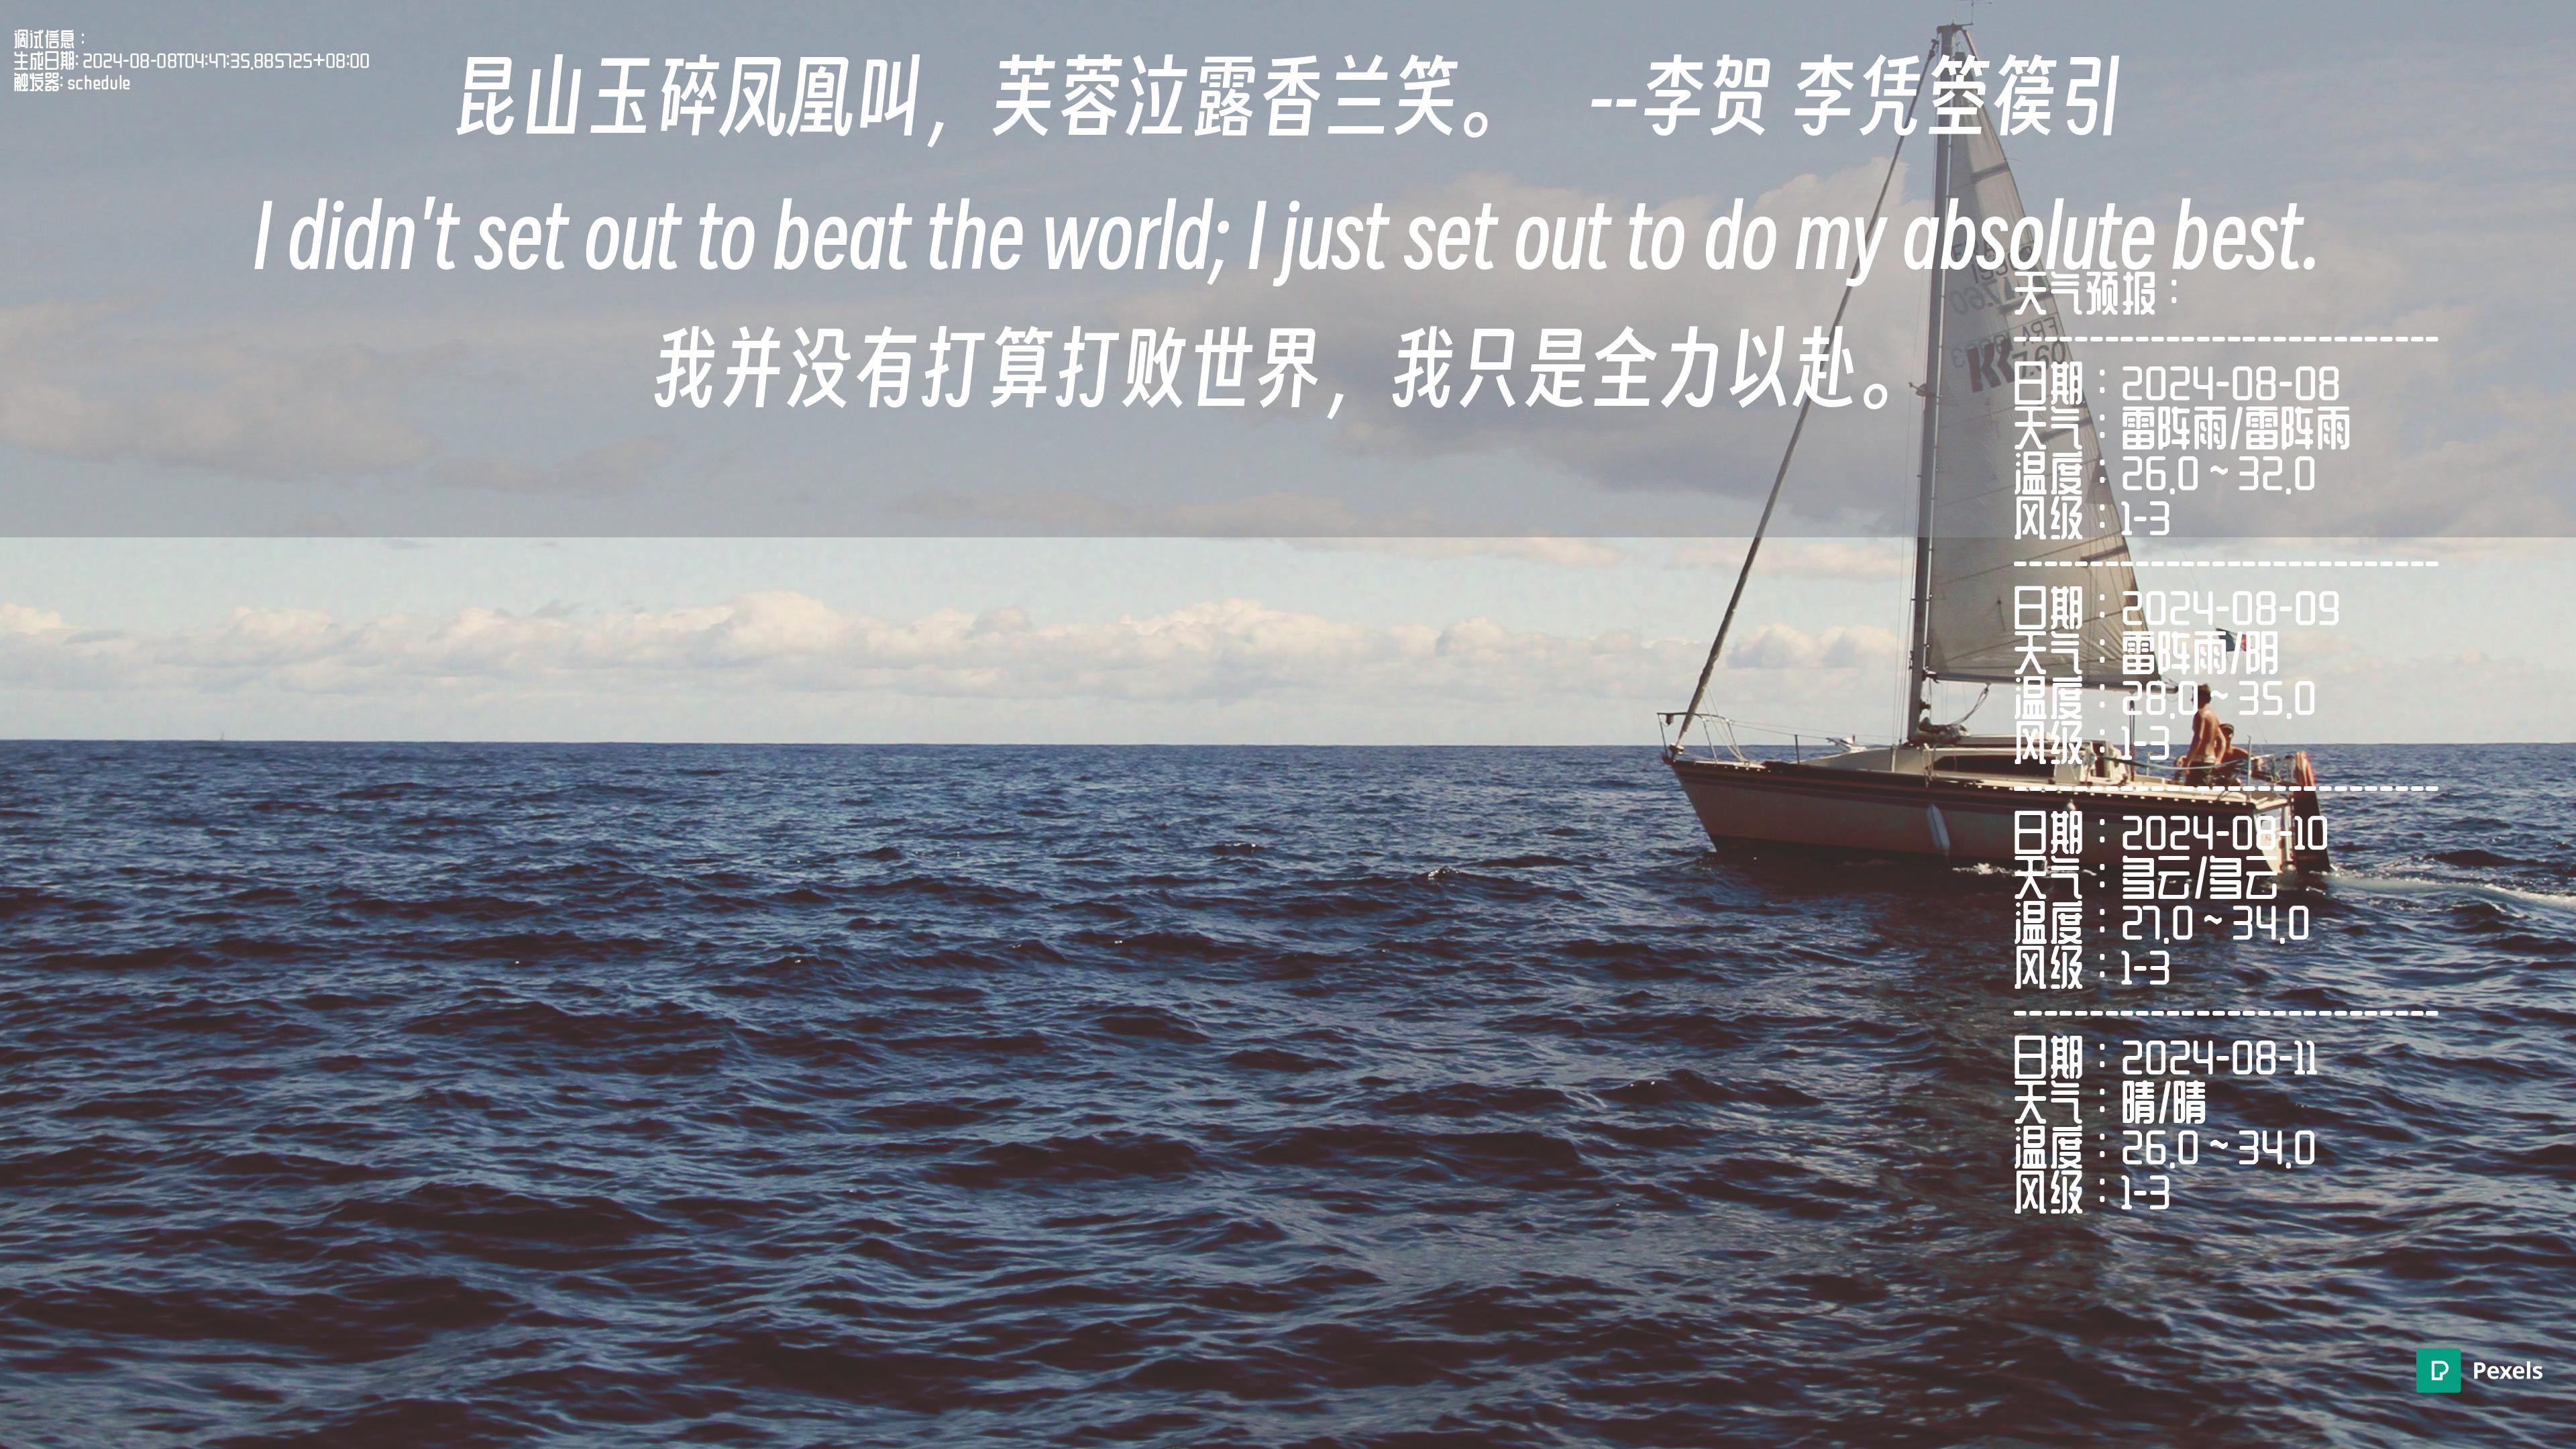 调试信息：
生成日期: 2024-08-08T04:47:35.885725+08:00
触发器: schedule
昆山玉碎凤凰叫，芙蓉泣露香兰笑。 --李贺 李凭箜篌引
I didn't set out to beat the world; I just set out to do my absolute best.
我并没有打算打败世界，我只是全力以赴。
天气预报：
----------------------------
日期：2024-08-08
天气：雷阵雨/雷阵雨
温度：26.0 ~ 32.0
风级：1-3
----------------------------
日期：2024-08-09
天气：雷阵雨/阴
温度：28.0 ~ 35.0
风级：1-3
----------------------------
日期：2024-08-10
天气：多云/多云
温度：27.0 ~ 34.0
风级：1-3
----------------------------
日期：2024-08-11
天气：晴/晴
温度：26.0 ~ 34.0
风级：1-3
Pexels